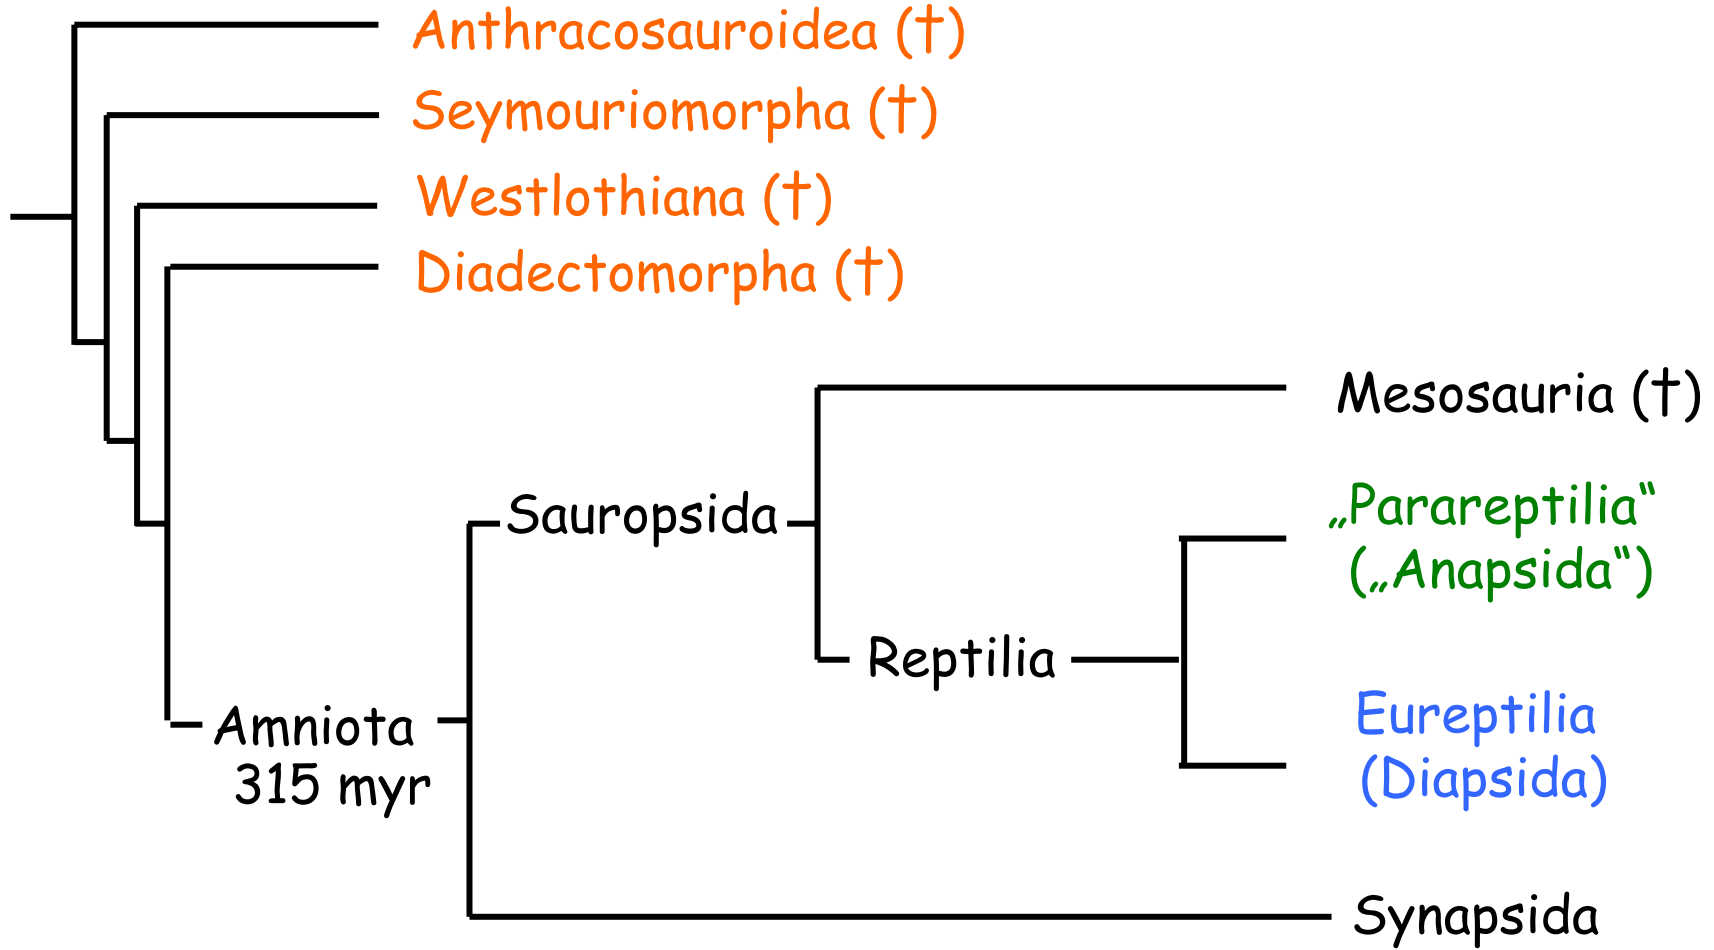 Anthracosauroidea (†)
Seymouriomorpha (†)
Westlothiana (†)
Diadectomorpha (†)
Mesosauria (†)
„Parareptilia“
(„Anapsida“)
Sauropsida
Reptilia
Eureptilia
(Diapsida)
Amniota
315 myr
Synapsida